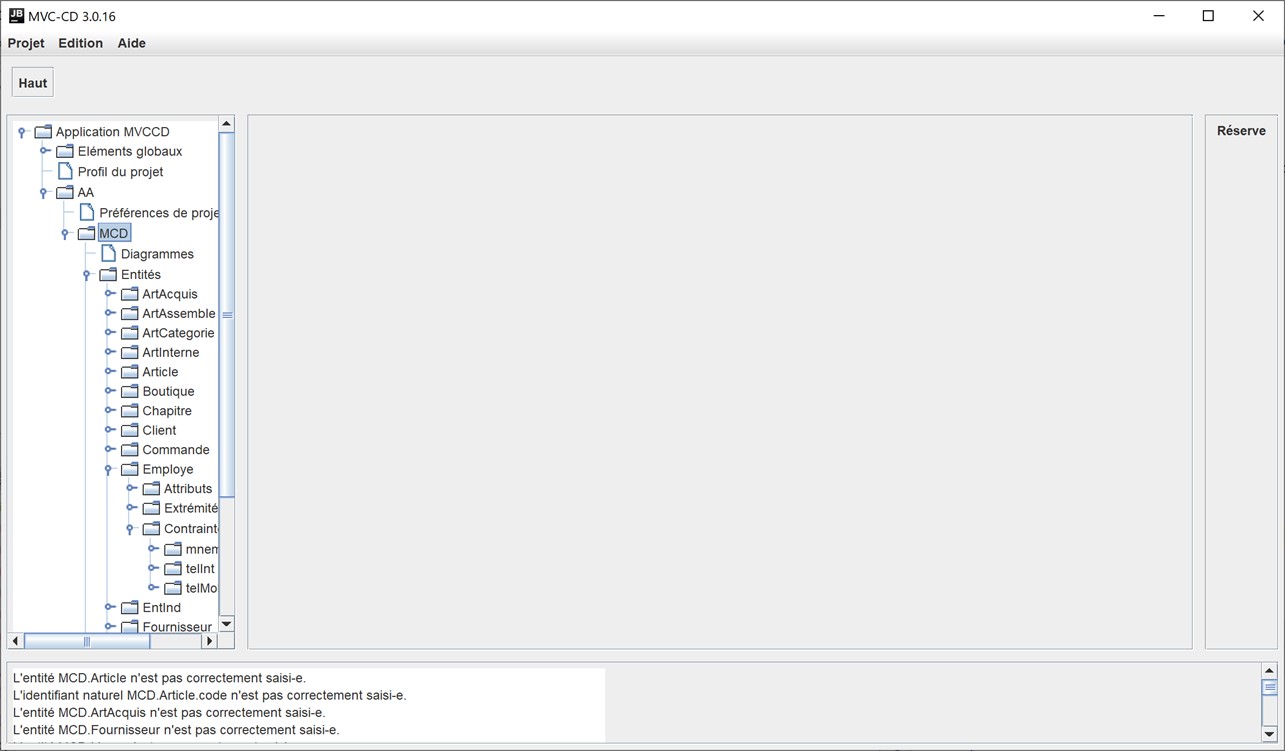 JB MVC-CD 3.0.16
Projet Edition Aide
Haut
Application MVCCD
Eléments globaux
Profil du projet
AA
Préférences de proje
MCD
Diagrammes
Entités
ArtAcquis
ArtAssemble
ArtCategorie
ArtInterne
Article
Boutique
Chapitre
Client
Commande
Employe
Attributs
Extrémité
Contraint
mnem
telInt
telMo
EntInd
Fournisseur
Réserve
L'entité MCD.Article n'est pas correctement saisi-e.
L'identifiant naturel MCD.Article.code n'est pas correctement saisi-e.
L'entité MCD.ArtAcquis n'est pas correctement saisi-e.
L'entité MCD.Fournisseur n'est pas correctement saisi-e.